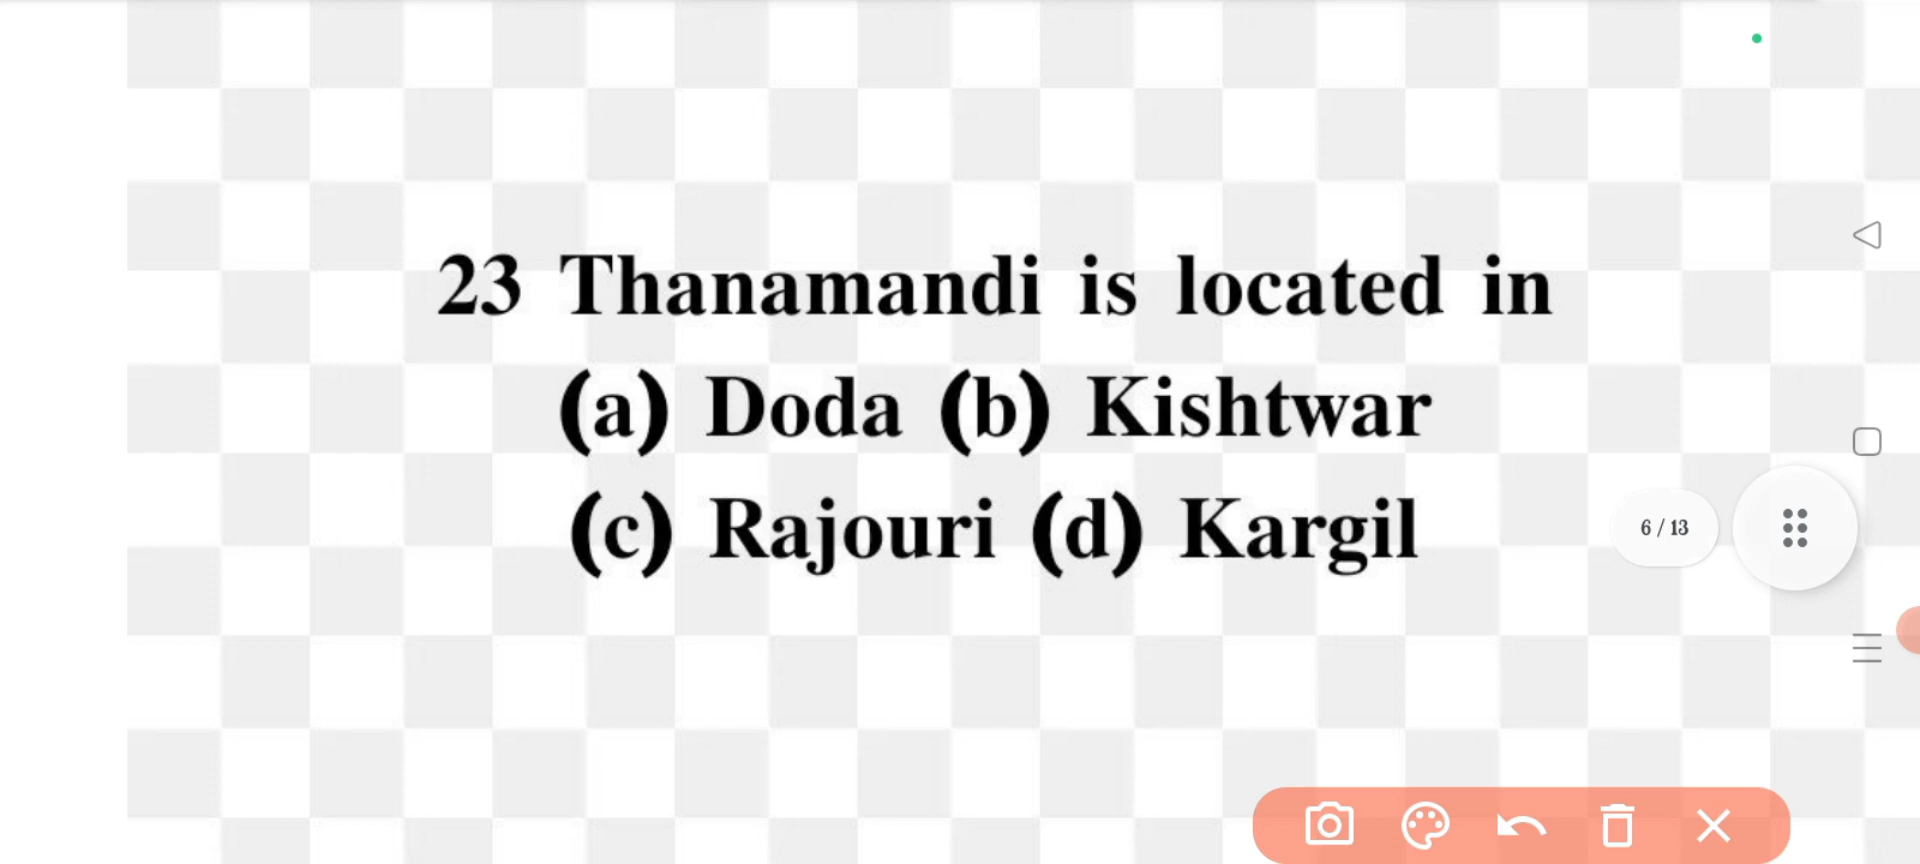 23 Thanamandi is located in
(a) Doda (b) Kishtwar
(c) Rajouri (d) Kargil
6 / 13